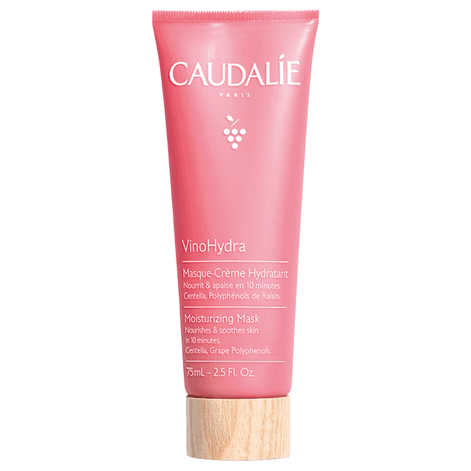 CAUDALIE
PARIS
VinoHydra
Masque-Crème Hydratant
Nourrit & apaise en 10 minutes.
Centella, Polyphénols de Raisin.
Moisturizing Mask
Nourishes & soothes skin
in 10 minutes.
Centella, Grape Polyphenols.
75mL – 2.5 Fl. Oz.